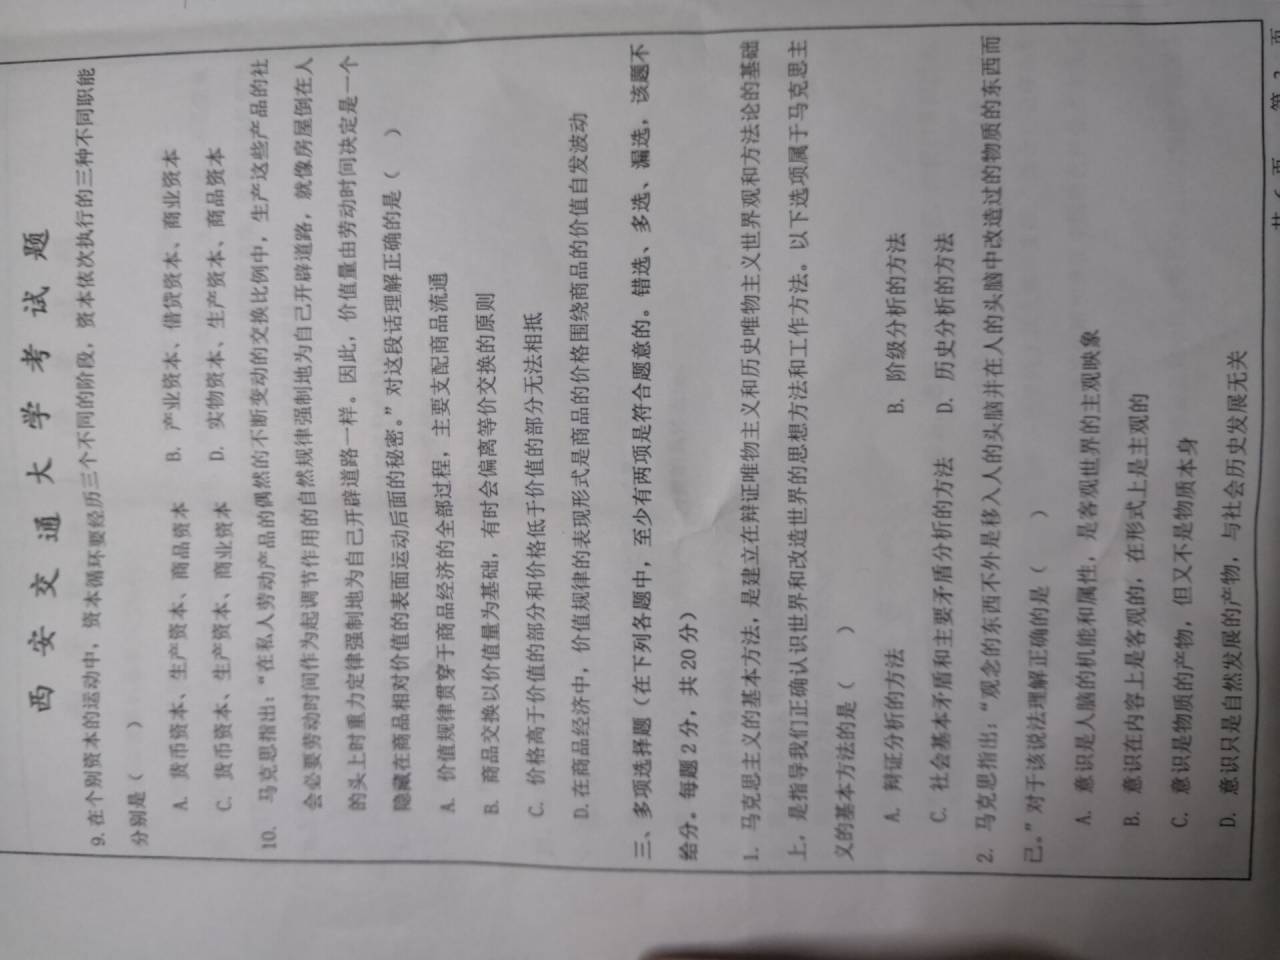 西安交通大学考试题
9.在个别资本的运动中，资本循环要经历三个不同的阶段，资本依次执行的三种不同职能
分别是（  ）
A. 货币资本、生产资本、商品资本 B. 产业资本、借贷资本、商业资本
C. 货币资本、生产资本、商业资本 D. 实物资本、生产资本、商品资本
10. 马克思指出：“在私人劳动产品的偶然的不断变动的交换比例中，生产这些产品的社
会必要劳动时间作为起调节作用的自然规律强制地为自己开辟道路，就像房屋倒在人
的头上时重力定律强制地为自己开辟道路一样。因此，价值量由劳动时间决定是一个
隐藏在商品相对价值的表面运动后面的秘密。”对这段话理解正确的是（  ）
A. 价值规律贯穿于商品经济的全部过程，主要支配商品流通
B. 商品交换以价值量为基础，有时会偏离等价交换的原则
C. 价格高于价值的部分和价格低于价值的部分无法相抵
D.在商品经济中，价值规律的表现形式是商品的价格围绕商品的价值自发波动
三、多项选择题（在下列各题中，至少有两项是符合题意的。错选、多选、漏选，该题不
给分。每题2分，共20分）
1. 马克思主义的基本方法，是建立在辩证唯物主义和历史唯物主义世界观和方法论的基础
上，是指导我们正确认识世界和改造世界的思想方法和工作方法。以下选项属于马克思主
义的基本方法的是（  ）
A. 辩证分析的方法 B. 阶级分析的方法
C. 社会基本矛盾和主要矛盾分析的方法 D. 历史分析的方法
2. 马克思指出：“观念的东西不外是移入人的头脑并在人的头脑中改造过的物质的东西而
已。”对于该说法理解正确的是（  ）
A. 意识是人脑的机能和属性，是客观世界的主观映象
B. 意识在内容上是客观的，在形式上是主观的
C. 意识是物质的产物，但又不是物质本身
D. 意识只是自然发展的产物，与社会历史发展无关